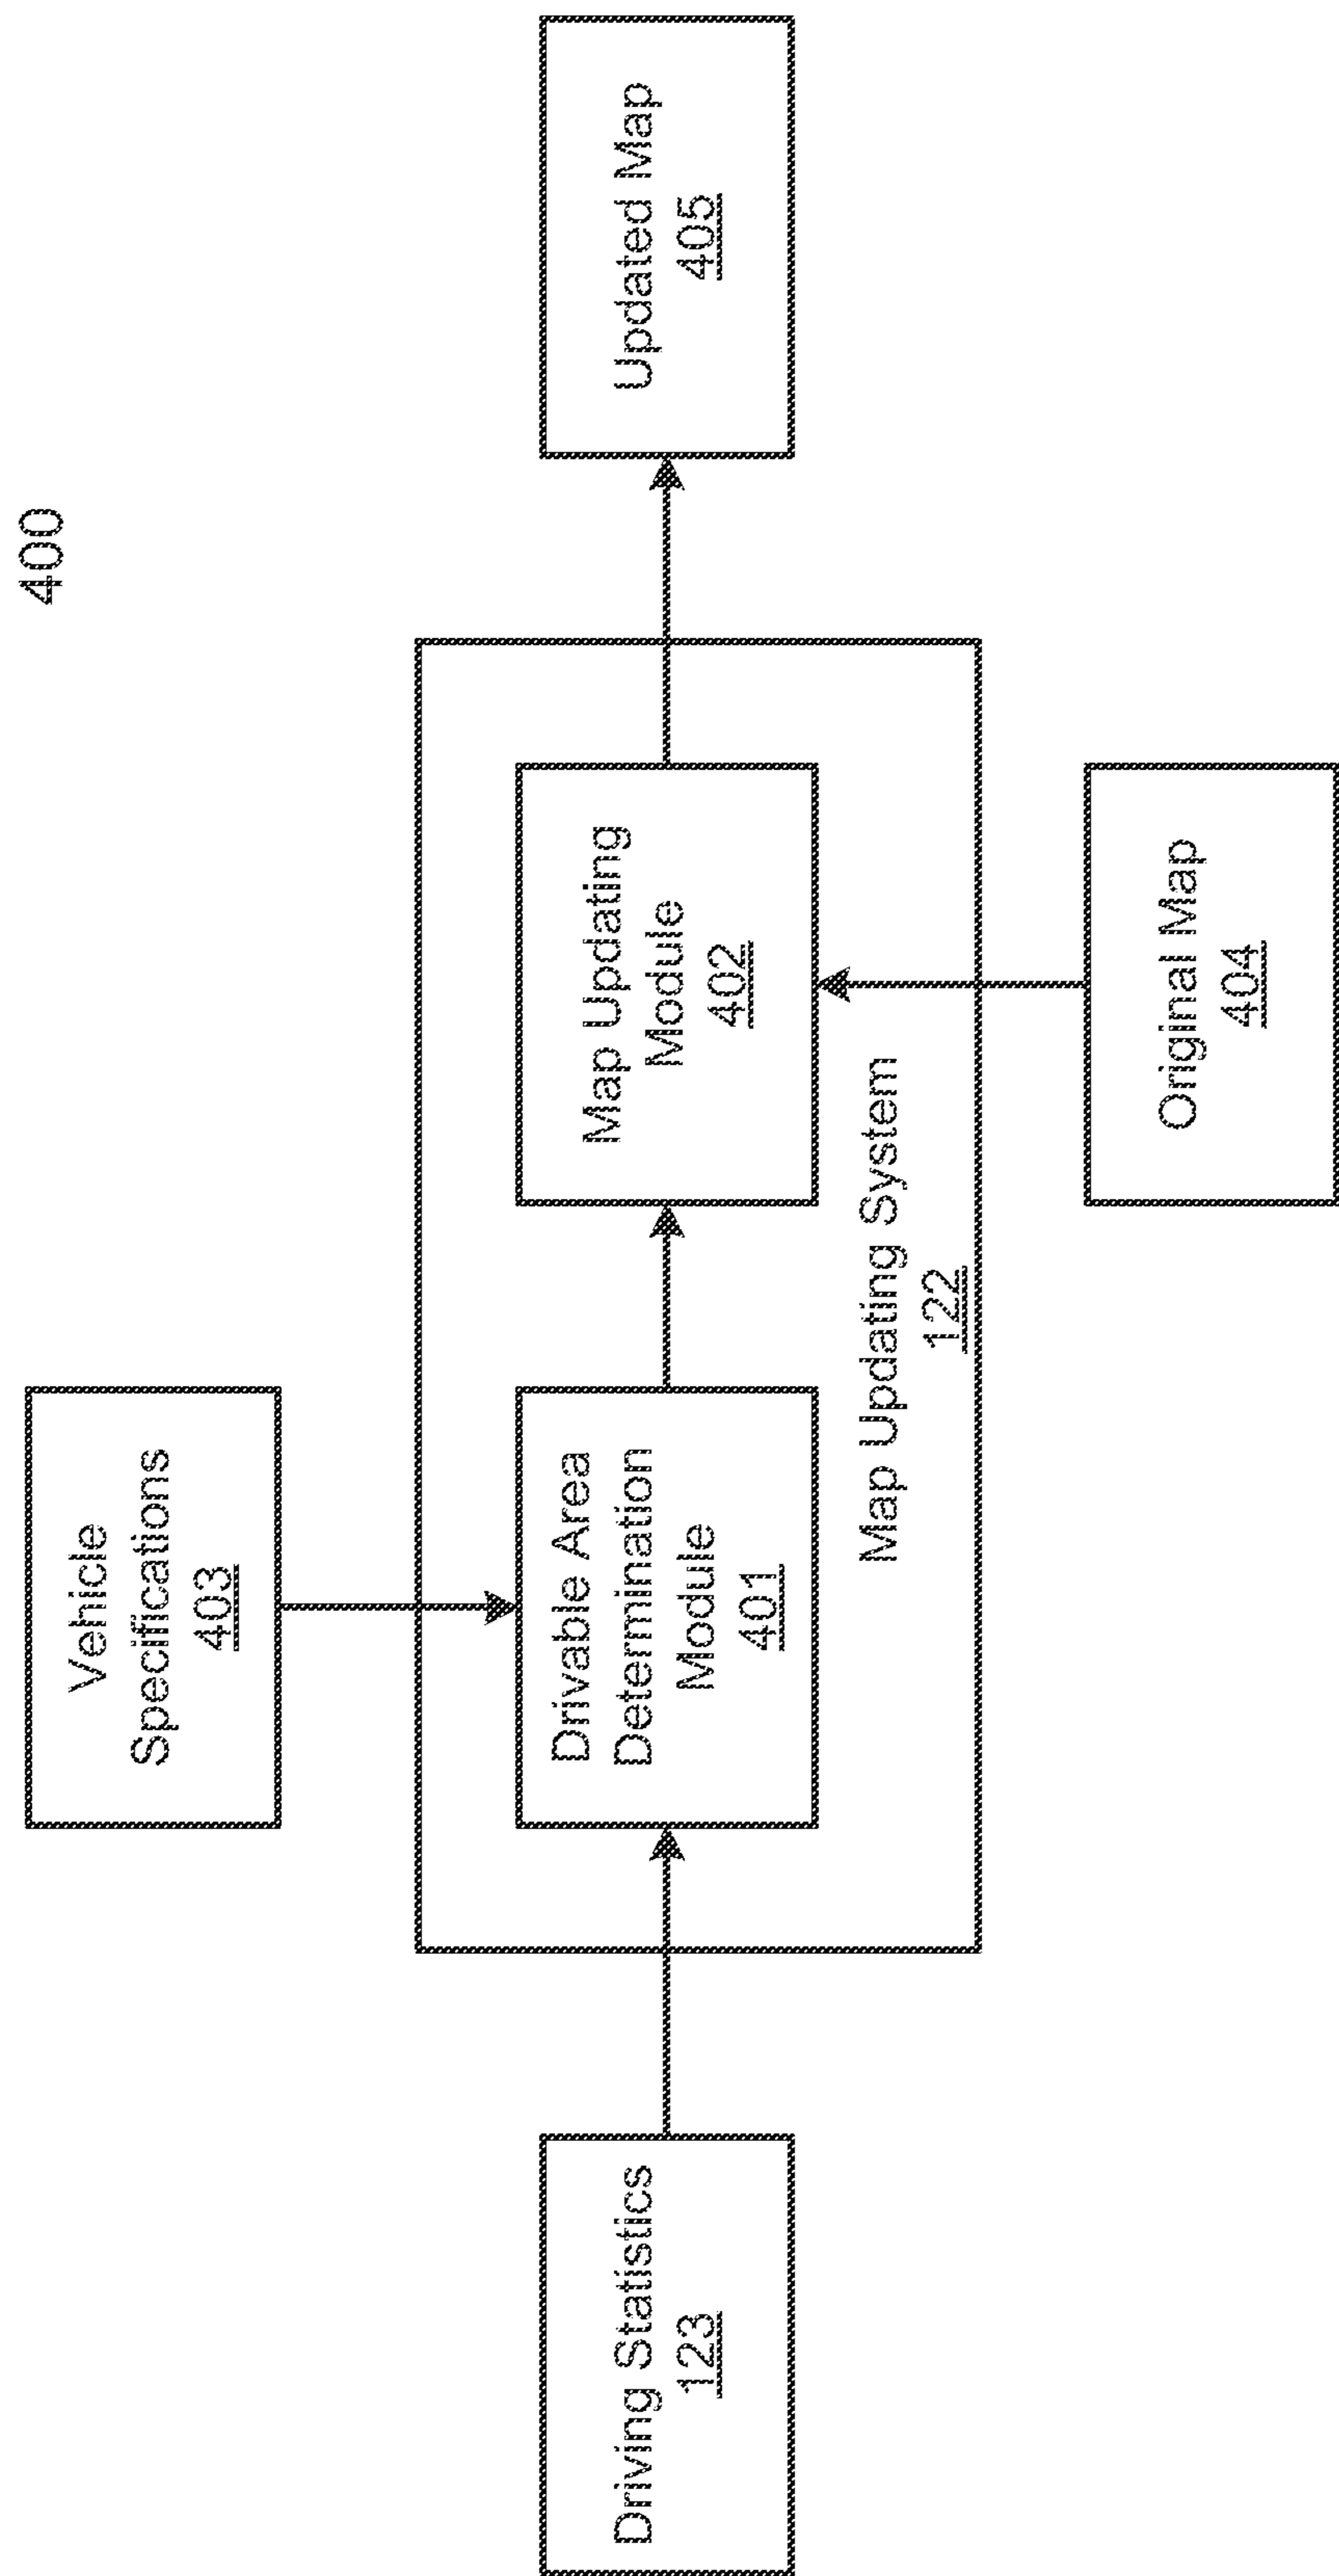 400
Vehicle
Specifications
403
Driving Statistics
123
Drivable Area
Determination
Module
401
Map Updating
Module
402
Updated Map
405
Map Updating System
122
Original Map
404